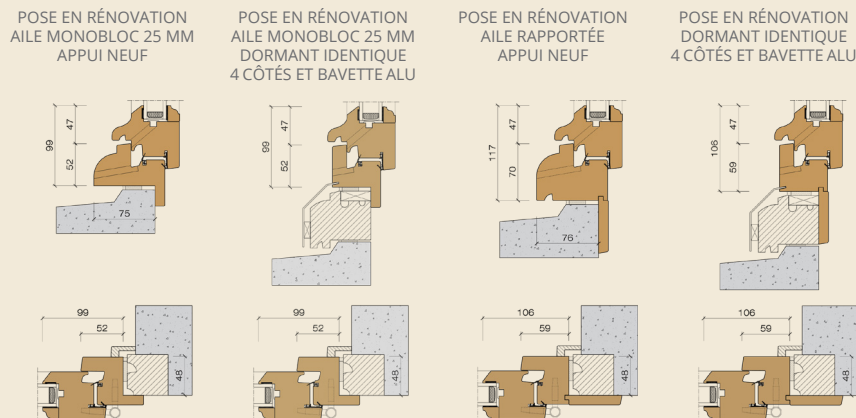 POSE EN RÉNOVATION
AILE MONOBLOC 25 MM
APPUI NEUF
POSE EN RÉNOVATION
AILE MONOBLOC 25 MM
DORMANT IDENTIQUE
4 CÔTÉS ET BAVETTE ALU
POSE EN RÉNOVATION
AILE RAPPORTÉE
APPUI NEUF
POSE EN RÉNOVATION
DORMANT IDENTIQUE
4 CÔTÉS ET BAVETTE ALU
99
47
52
75
99
47
52
117
47
70
76
106
47
59
99
52
48
99
52
48
106
59
48
106
59
48